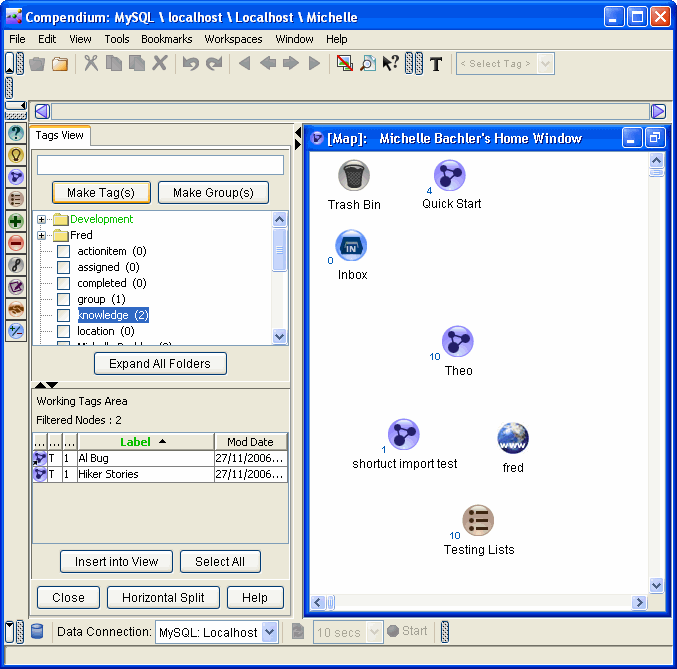 Compendium: MySQL \ localhost \ Localhost \ Michelle
File Edit View Tools Bookmarks Workspaces Window Help
T < Select Tag >
Tags View
Make Tag(s) Make Group(s)
Development
Fred
actionitem (0)
assigned (0)
completed (0)
group (1)
knowledge (2)
location (0)
Expand All Folders
Working Tags Area
Filtered Nodes : 2
... ... ... Label Mod Date
T 1 AI Bug 27/11/2006...
T 1 Hiker Stories 27/11/2006...
Insert into View Select All
Close Horizontal Split Help
[Map]: Michelle Bachler's Home Window
Trash Bin
4
Quick Start
IN
0
Inbox
10
Theo
1
shortuct import test
WWW
fred
10
Testing Lists
Data Connection: MySQL: Localhost 10 secs Start